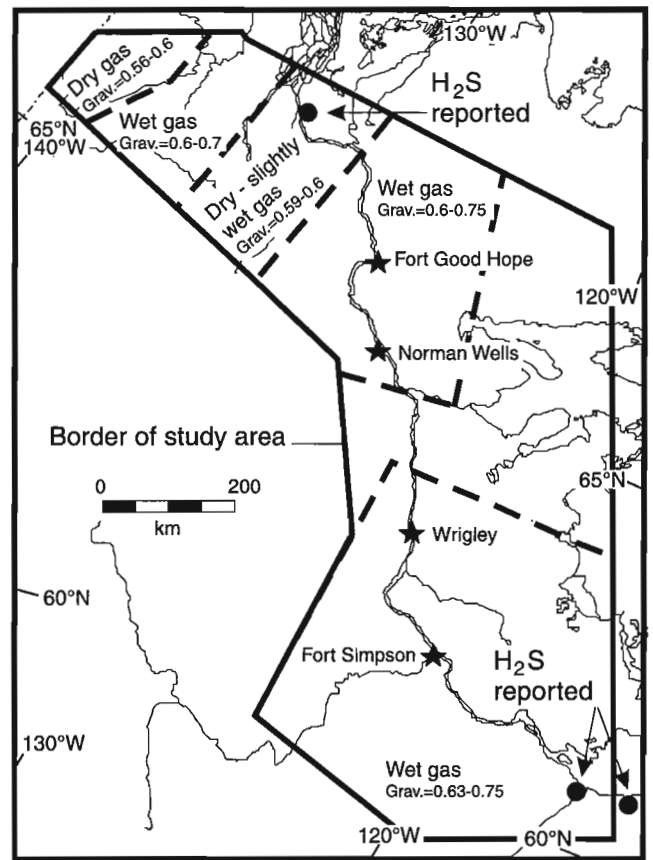 130°W
Dry gas
Grav.=0.56-0.6
H₂S
reported
65°N
140°W
Wet gas
Grav.=0.6-0.7
Dry - slightly
wet gas
Grav.=0.59-0.6
Wet gas
Grav.=0.6-0.75
Fort Good Hope
120°W
Norman Wells
Border of study area
0 200
km
65°N
Wrigley
60°N
Fort Simpson
H₂S
reported
130°W
Wet gas
Grav.=0.63-0.75
120°W
60°N